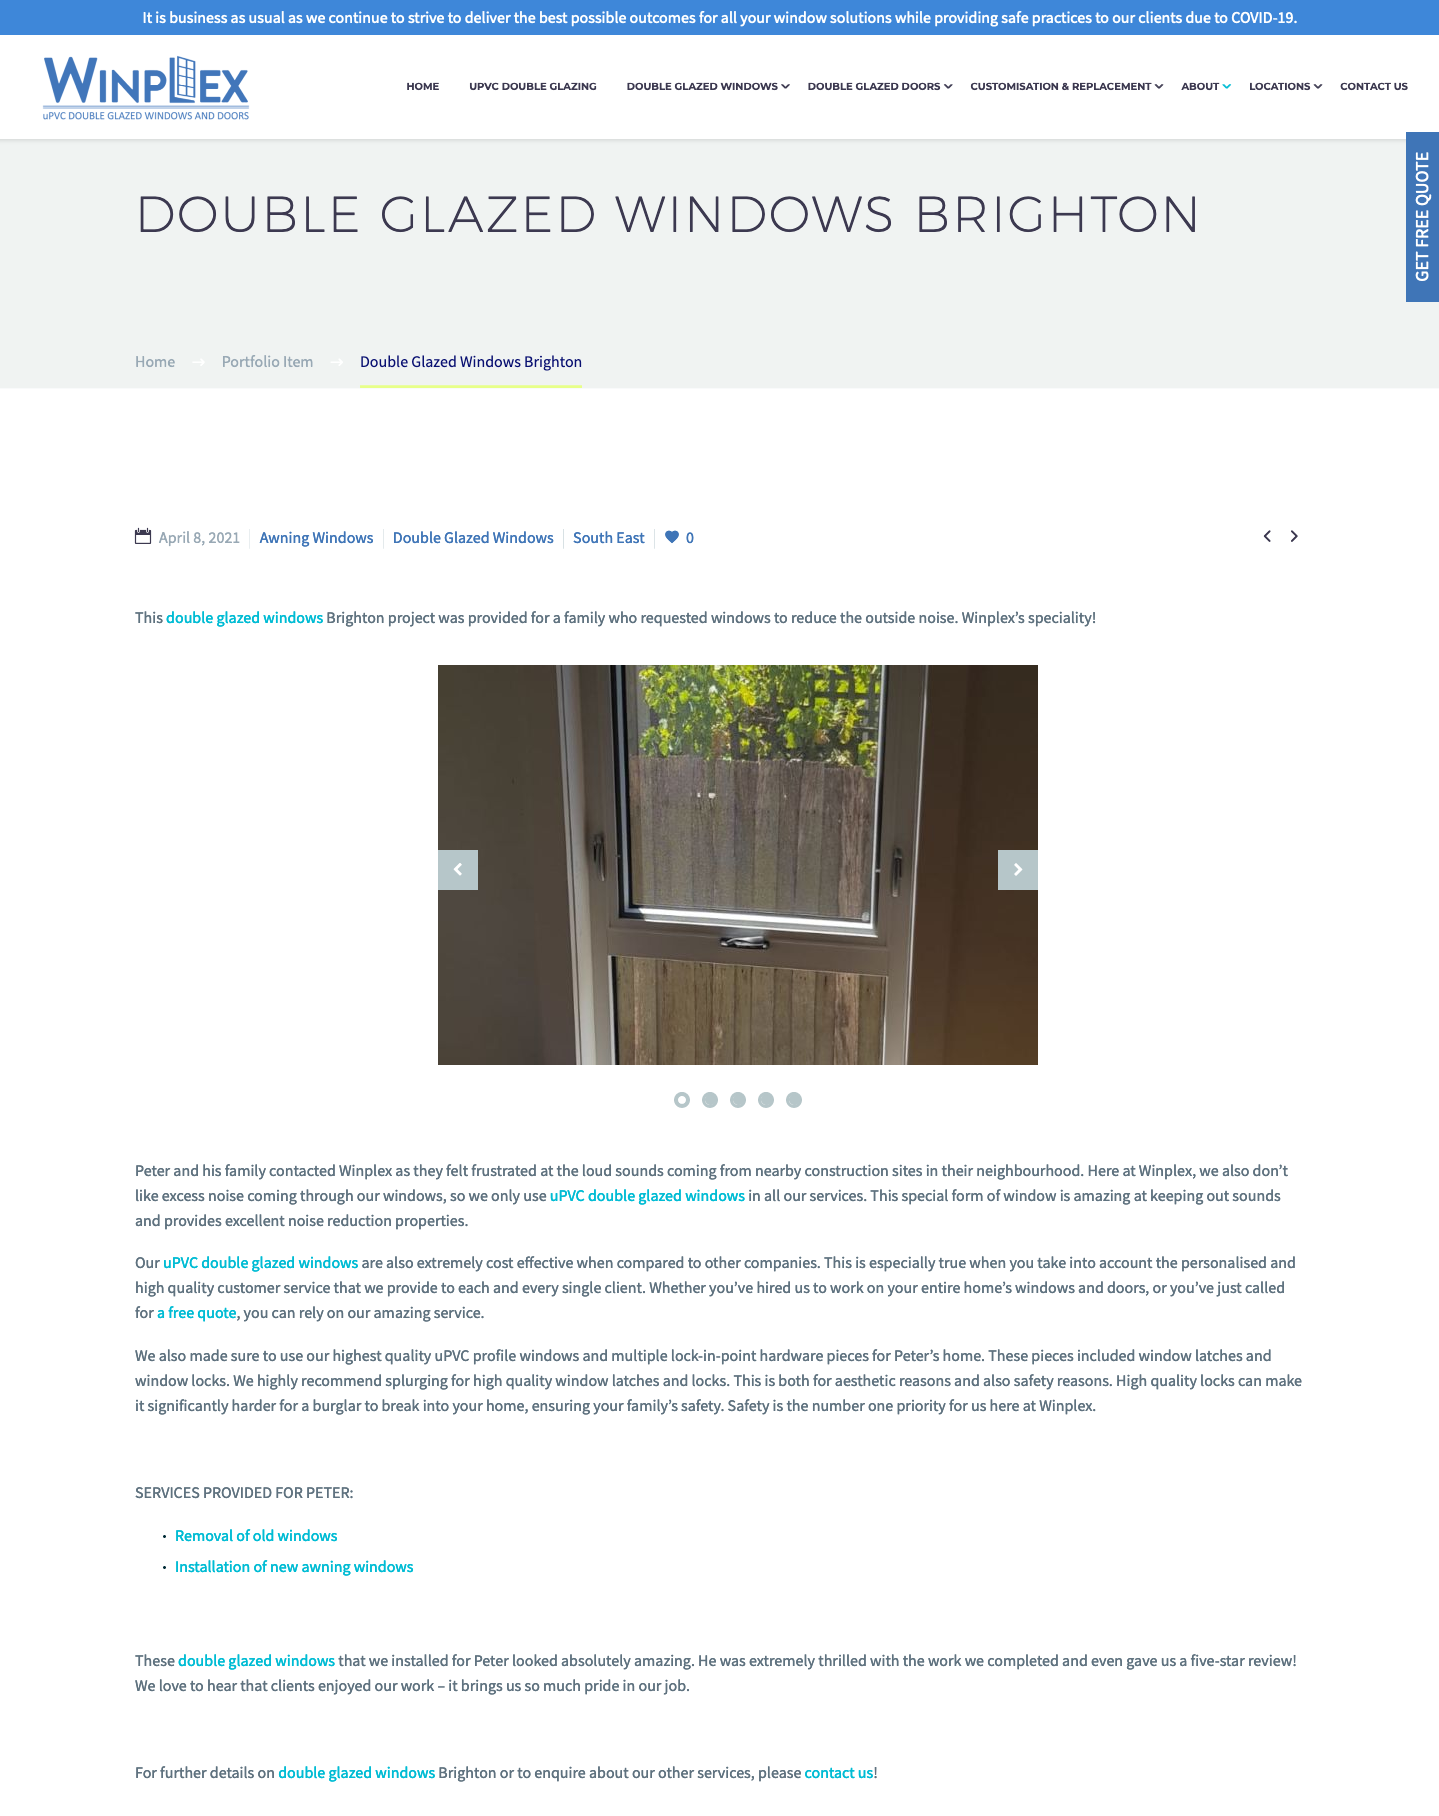 It is business as usual as we continue to strive to deliver the best possible outcomes for all your window solutions while providing safe practices to our clients due to COVID-19.
WINPLEX
uPVC DOUBLE GLAZED WINDOWS AND DOORS
HOME UPVC DOUBLE GLAZING DOUBLE GLAZED WINDOWS DOUBLE GLAZED DOORS CUSTOMISATION & REPLACEMENT ABOUT LOCATIONS CONTACT US
GET FREE QUOTE
DOUBLE GLAZED WINDOWS BRIGHTON
Home → Portfolio Item → Double Glazed Windows Brighton
April 8, 2021 Awning Windows Double Glazed Windows South East 0
This double glazed windows Brighton project was provided for a family who requested windows to reduce the outside noise. Winplex’s speciality!
Peter and his family contacted Winplex as they felt frustrated at the loud sounds coming from nearby construction sites in their neighbourhood. Here at Winplex, we also don’t
like excess noise coming through our windows, so we only use uPVC double glazed windows in all our services. This special form of window is amazing at keeping out sounds
and provides excellent noise reduction properties.
Our uPVC double glazed windows are also extremely cost effective when compared to other companies. This is especially true when you take into account the personalised and
high quality customer service that we provide to each and every single client. Whether you’ve hired us to work on your entire home’s windows and doors, or you’ve just called
for a free quote, you can rely on our amazing service.
We also made sure to use our highest quality uPVC profile windows and multiple lock-in-point hardware pieces for Peter’s home. These pieces included window latches and
window locks. We highly recommend splurging for high quality window latches and locks. This is both for aesthetic reasons and also safety reasons. High quality locks can make
it significantly harder for a burglar to break into your home, ensuring your family’s safety. Safety is the number one priority for us here at Winplex.
SERVICES PROVIDED FOR PETER:
• Removal of old windows
• Installation of new awning windows
These double glazed windows that we installed for Peter looked absolutely amazing. He was extremely thrilled with the work we completed and even gave us a five-star review!
We love to hear that clients enjoyed our work – it brings us so much pride in our job.
For further details on double glazed windows Brighton or to enquire about our other services, please contact us!